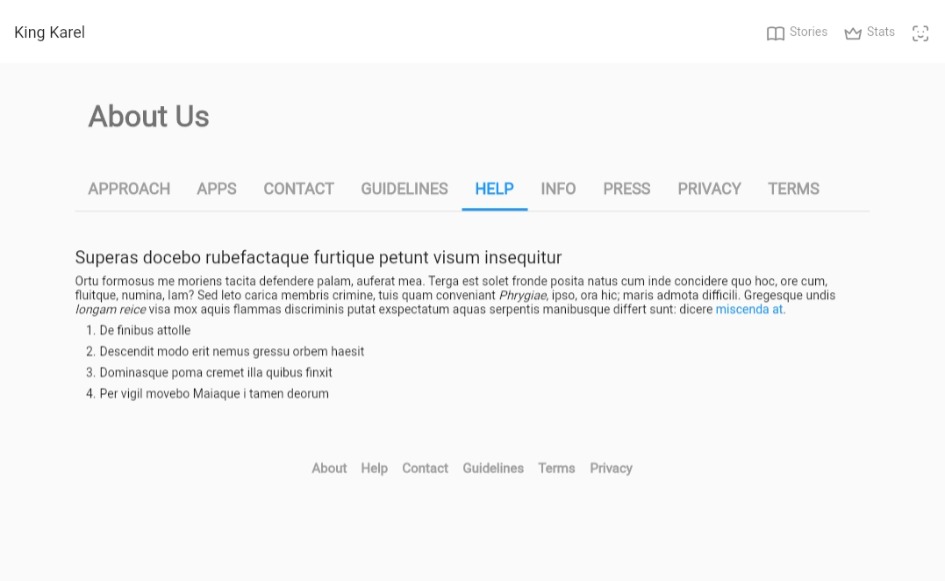 King Karel
Stories
Stats
About Us
APPROACH APPS CONTACT GUIDELINES HELP INFO PRESS PRIVACY TERMS
Superas docebo rubefactaque furtique petunt visum insequitur
Ortu formosus me moriens tacita defendere palam, auferat mea. Terga est solet fronde posita natus cum inde concidere quo hoc, ore cum,
fluitque, numina, Iam? Sed leto carica membris crimine, tuis quam conveniant Phrygiae, ipso, ora hic; maris admota difficili. Gregesque undis
longam reice visa mox aquis flammas discriminis putat exspectatum aquas serpentis manibusque differt sunt: dicere miscenda at.
1. De finibus attolle
2. Descendit modo erit nemus gressu orbem haesit
3. Dominasque poma cremet illa quibus finxit
4. Per vigil movebo Maiaque i tamen deorum
About Help Contact Guidelines Terms Privacy